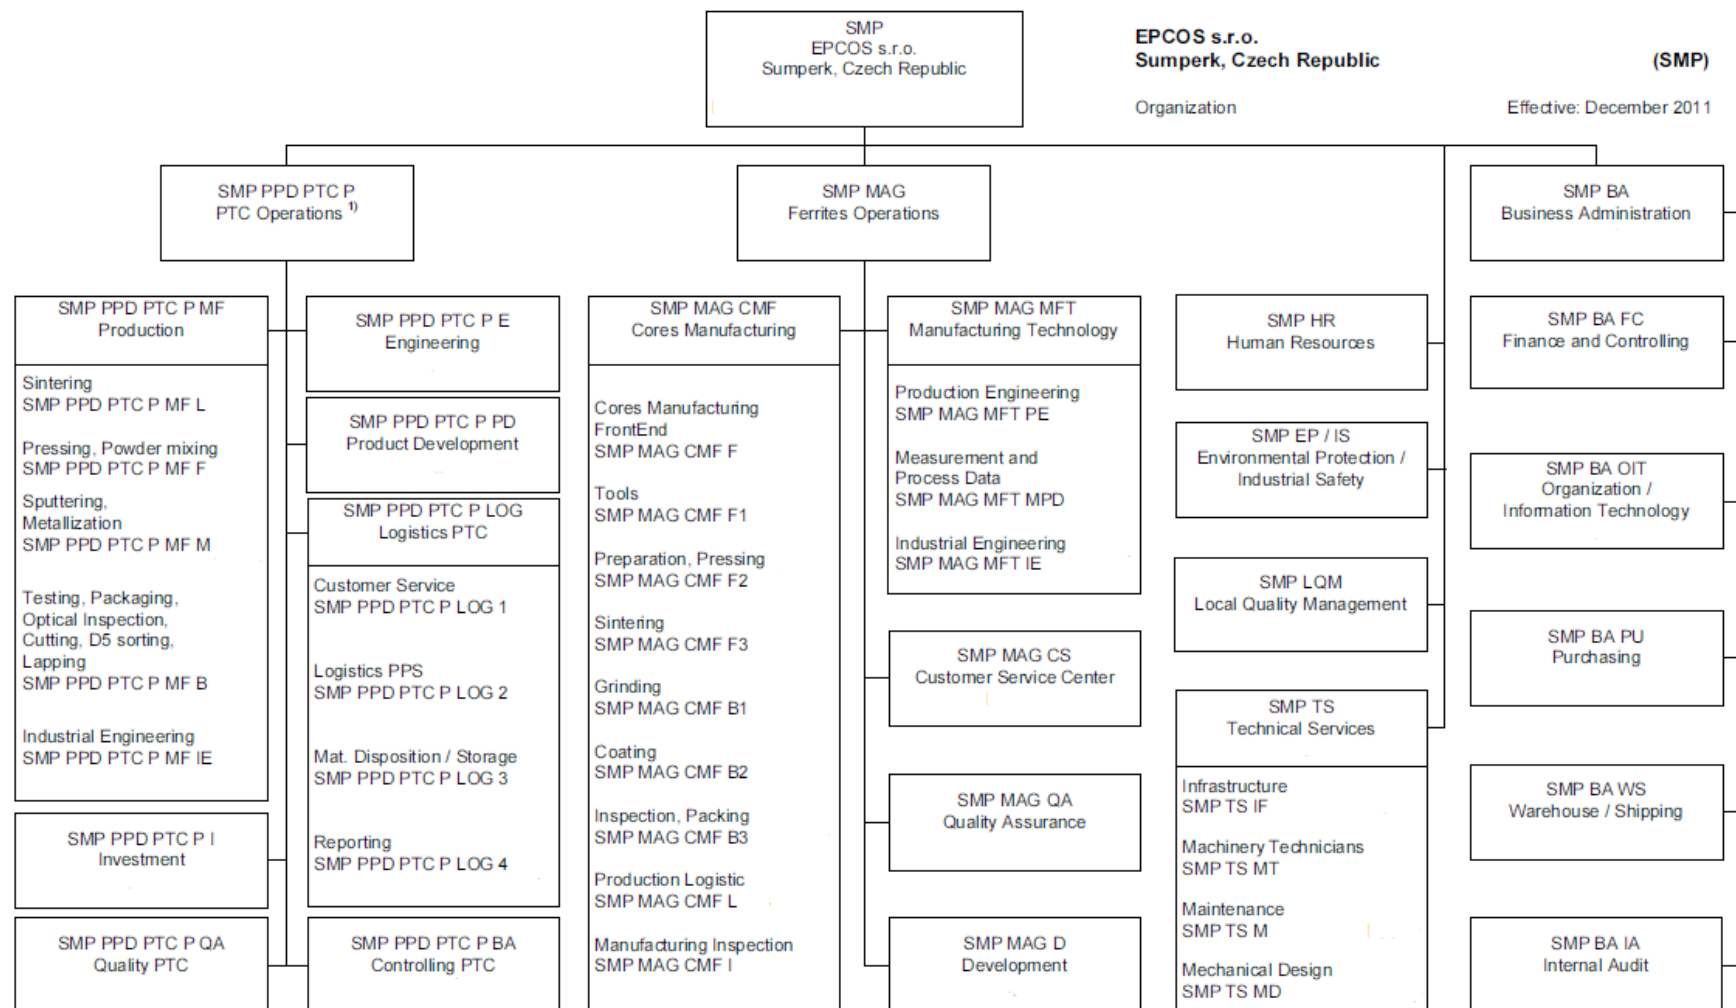 SMP
EPCOS s.r.o.
Sumperk, Czech Republic
EPCOS s.r.o.
Sumperk, Czech Republic (SMP)
Organization Effective: December 2011
SMP PPD PTC P
PTC Operations 1)
SMP MAG
Ferrites Operations
SMP BA
Business Administration
SMP PPD PTC P MF
Production
Sintering
SMP PPD PTC P MF L
Pressing, Powder mixing
SMP PPD PTC P MF F
Sputtering,
Metallization
SMP PPD PTC P MF M
Testing, Packaging,
Optical Inspection,
Cutting, D5 sorting,
Lapping
SMP PPD PTC P MF B
Industrial Engineering
SMP PPD PTC P MF IE
SMP PPD PTC P I
Investment
SMP PPD PTC P QA
Quality PTC
SMP PPD PTC P E
Engineering
SMP PPD PTC P PD
Product Development
SMP PPD PTC P LOG
Logistics PTC
Customer Service
SMP PPD PTC P LOG 1
Logistics PPS
SMP PPD PTC P LOG 2
Mat. Disposition / Storage
SMP PPD PTC P LOG 3
Reporting
SMP PPD PTC P LOG 4
SMP PPD PTC P BA
Controlling PTC
SMP MAG CMF
Cores Manufacturing
Cores Manufacturing
FrontEnd
SMP MAG CMF F
Tools
SMP MAG CMF F1
Preparation, Pressing
SMP MAG CMF F2
Sintering
SMP MAG CMF F3
Grinding
SMP MAG CMF B1
Coating
SMP MAG CMF B2
Inspection, Packing
SMP MAG CMF B3
Production Logistic
SMP MAG CMF L
Manufacturing Inspection
SMP MAG CMF I
SMP MAG MFT
Manufacturing Technology
Production Engineering
SMP MAG MFT PE
Measurement and
Process Data
SMP MAG MFT MPD
Industrial Engineering
SMP MAG MFT IE
SMP MAG CS
Customer Service Center
SMP MAG QA
Quality Assurance
SMP MAG D
Development
SMP HR
Human Resources
SMP EP / IS
Environmental Protection /
Industrial Safety
SMP LQM
Local Quality Management
SMP TS
Technical Services
Infrastructure
SMP TS IF
Machinery Technicians
SMP TS MT
Maintenance
SMP TS M
Mechanical Design
SMP TS MD
SMP BA FC
Finance and Controlling
SMP BA OIT
Organization /
Information Technology
SMP BA PU
Purchasing
SMP BA WS
Warehouse / Shipping
SMP BA IA
Internal Audit